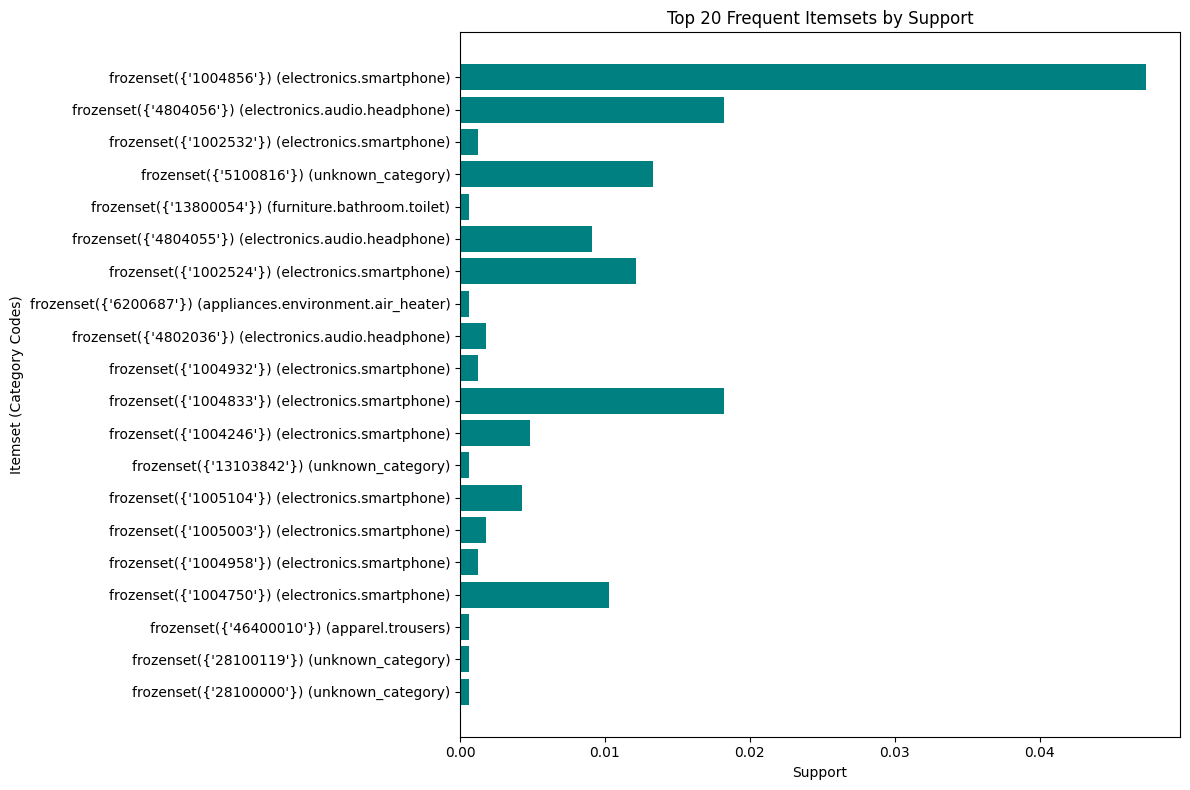 Top 20 Frequent Itemsets by Support
frozenset({'1004856'}) (electronics.smartphone)
frozenset({'4804056'}) (electronics.audio.headphone)
frozenset({'1002532'}) (electronics.smartphone)
frozenset({'5100816'}) (unknown_category)
frozenset({'13800054'}) (furniture.bathroom.toilet)
frozenset({'4804055'}) (electronics.audio.headphone)
frozenset({'1002524'}) (electronics.smartphone)
frozenset({'6200687'}) (appliances.environment.air_heater)
frozenset({'4802036'}) (electronics.audio.headphone)
frozenset({'1004932'}) (electronics.smartphone)
frozenset({'1004833'}) (electronics.smartphone)
frozenset({'1004246'}) (electronics.smartphone)
frozenset({'13103842'}) (unknown_category)
frozenset({'1005104'}) (electronics.smartphone)
frozenset({'1005003'}) (electronics.smartphone)
frozenset({'1004958'}) (electronics.smartphone)
frozenset({'1004750'}) (electronics.smartphone)
frozenset({'46400010'}) (apparel.trousers)
frozenset({'28100119'}) (unknown_category)
frozenset({'28100000'}) (unknown_category)
Itemset (Category Codes)
0.00 0.01 0.02 0.03 0.04
Support